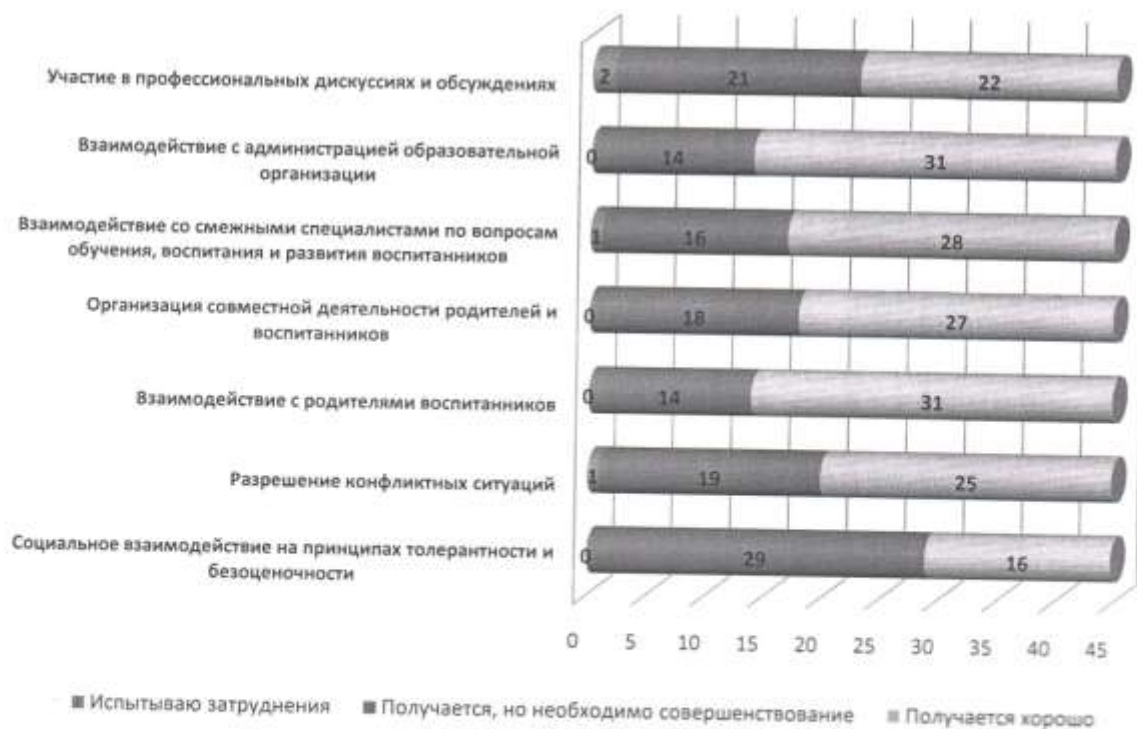 Участие в профессиональных дискуссиях и обсуждениях
2 21 22
Взаимодействие с администрацией образовательной
организации
0 14 31
Взаимодействие со смежными специалистами по вопросам
обучения, воспитания и развития воспитанников
1 16 28
Организация совместной деятельности родителей и
воспитанников
0 18 27
Взаимодействие с родителями воспитанников
0 14 31
Разрешение конфликтных ситуаций
1 19 25
Социальное взаимодействие на принципах толерантности и
безоценочности
0 29 16
0 5 10 15 20 25 30 35 40 45
Испытываю затруднения Получается, но необходимо совершенствование Получается хорошо